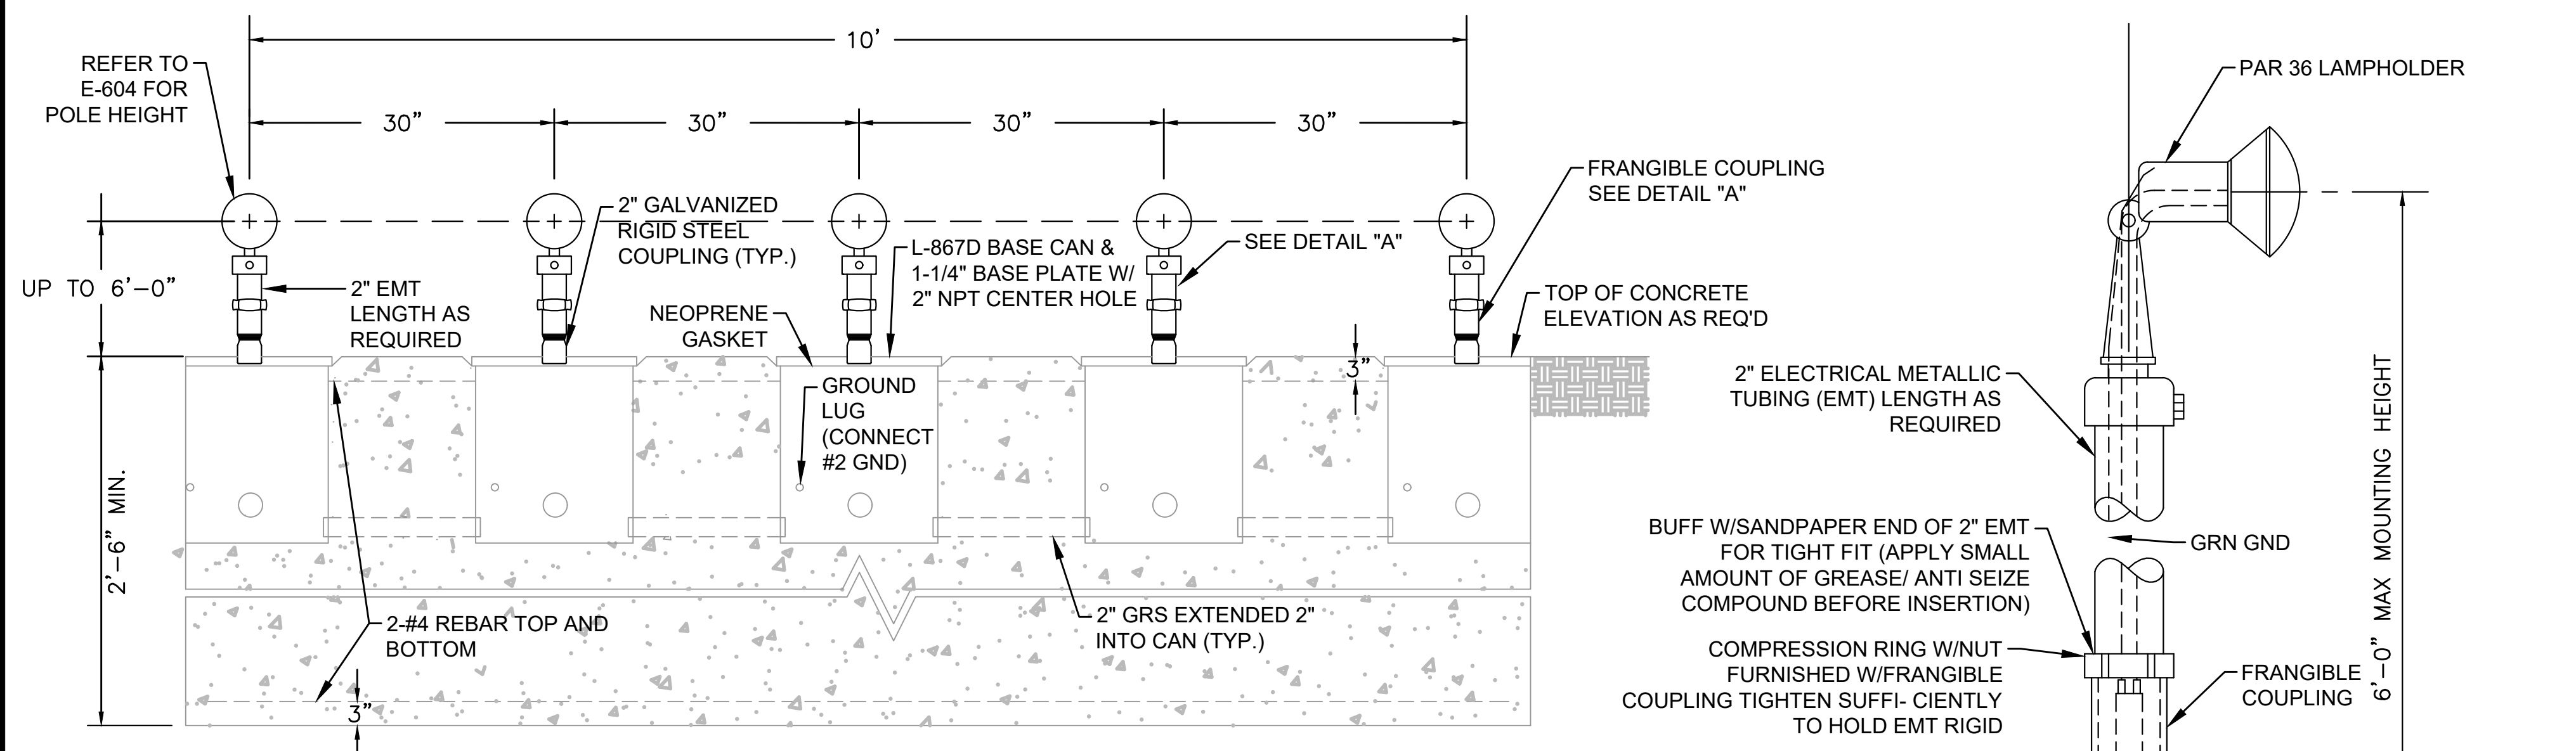 10'
REFER TO
E-604 FOR
POLE HEIGHT
30"
30"
30"
30"
UP TO 6'-0"
2" EMT
LENGTH AS
REQUIRED
2" GALVANIZED
RIGID STEEL
COUPLING (TYP.)
NEOPRENE
GASKET
L-867D BASE CAN &
1-1/4" BASE PLATE W/
2" NPT CENTER HOLE
SEE DETAIL "A"
FRANGIBLE COUPLING
SEE DETAIL "A"
TOP OF CONCRETE
ELEVATION AS REQ'D
3"
GROUND
LUG
(CONNECT
#2 GND)
2'-6" MIN.
2-#4 REBAR TOP AND
BOTTOM
3"
2" GRS EXTENDED 2"
INTO CAN (TYP.)
PAR 36 LAMPHOLDER
2" ELECTRICAL METALLIC
TUBING (EMT) LENGTH AS
REQUIRED
6'-0" MAX MOUNTING HEIGHT
BUFF W/SANDPAPER END OF 2" EMT
FOR TIGHT FIT (APPLY SMALL
AMOUNT OF GREASE/ ANTI SEIZE
COMPOUND BEFORE INSERTION)
GRN GND
COMPRESSION RING W/NUT
FURNISHED W/FRANGIBLE
COUPLING TIGHTEN SUFFI- CIENTLY
TO HOLD EMT RIGID
FRANGIBLE
COUPLING